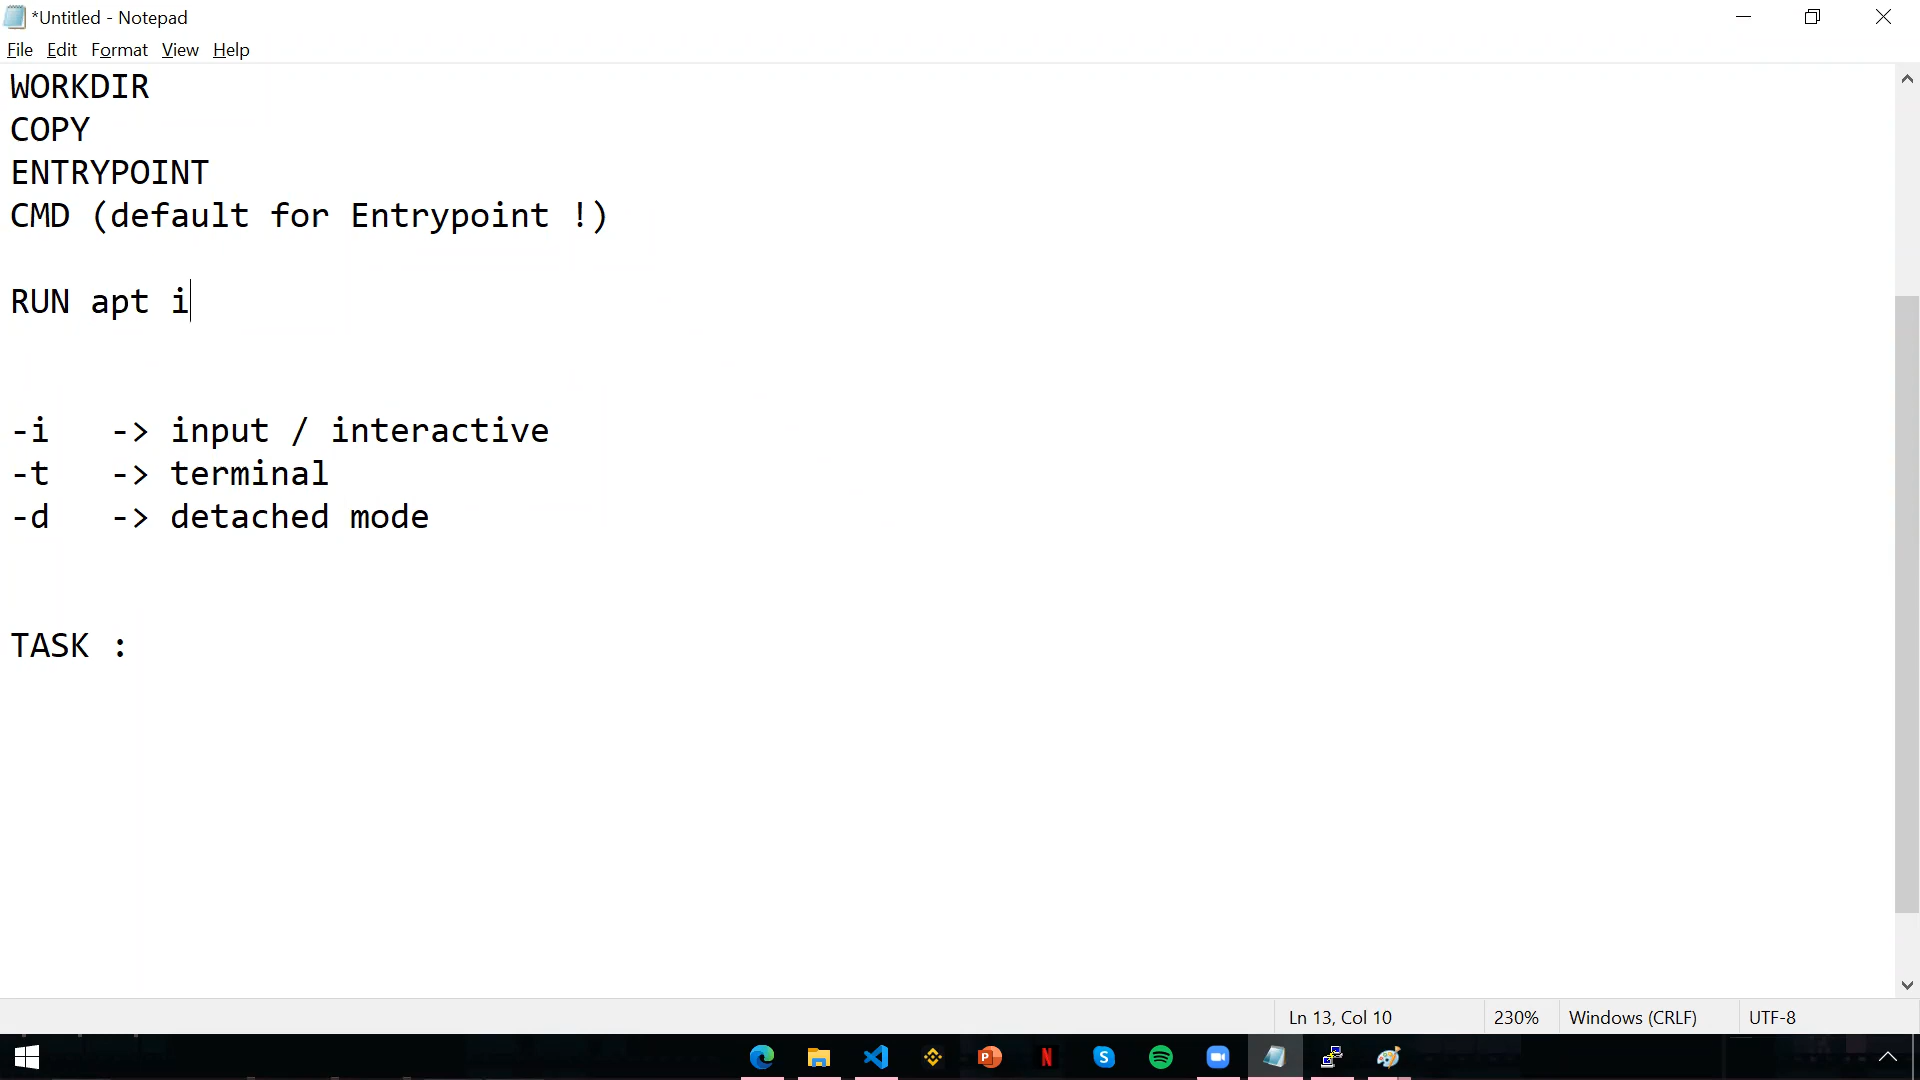 *Untitled - Notepad
File Edit Format View Help
WORKDIR
COPY
ENTRYPOINT
CMD (default for Entrypoint !)
RUN apt i
-i -> input / interactive
-t -> terminal
-d -> detached mode
TASK :
Ln 13, Col 10 230% Windows (CRLF) UTF-8